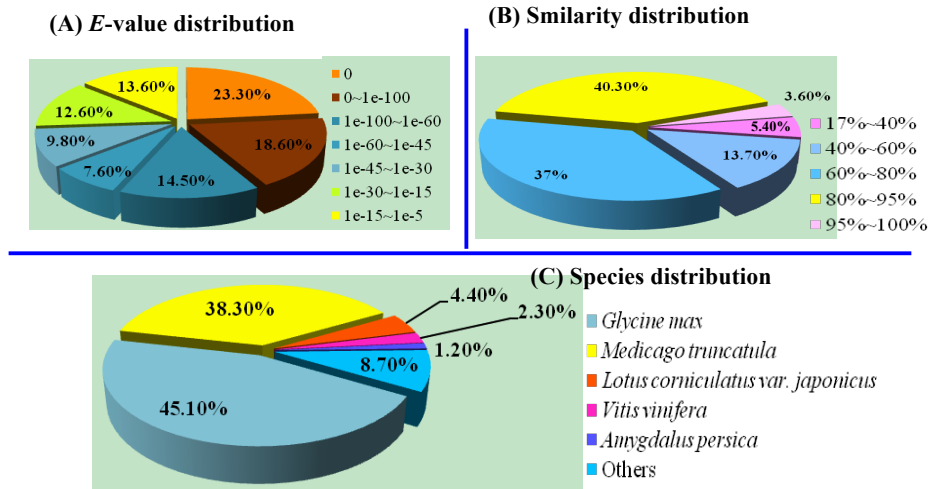 (A) E-value distribution
13.60%
23.30%
12.60%
18.60%
9.80%
7.60%
14.50%
0
0~1e-100
1e-100~1e-60
1e-60~1e-45
1e-45~1e-30
1e-30~1e-15
1e-15~1e-5
(B) Smilarity distribution
40.30%
3.60%
5.40%
13.70%
37%
17%~40%
40%~60%
60%~80%
80%~95%
95%~100%
(C) Species distribution
38.30%
4.40%
2.30%
1.20%
8.70%
45.10%
Glycine max
Medicago truncatula
Lotus corniculatus var. japonicus
Vitis vinifera
Amygdalus persica
Others